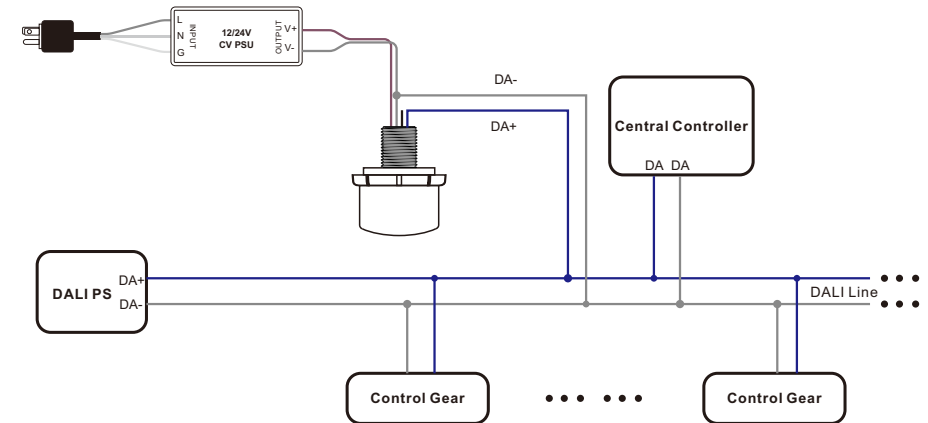 L
N
G
INPUT
12/24V
CV PSU
OUTPUT
V+
V-
DA-
DA+
Central Controller
DA DA
DALI PS
DA+
DA-
DALI Line
Control Gear
Control Gear